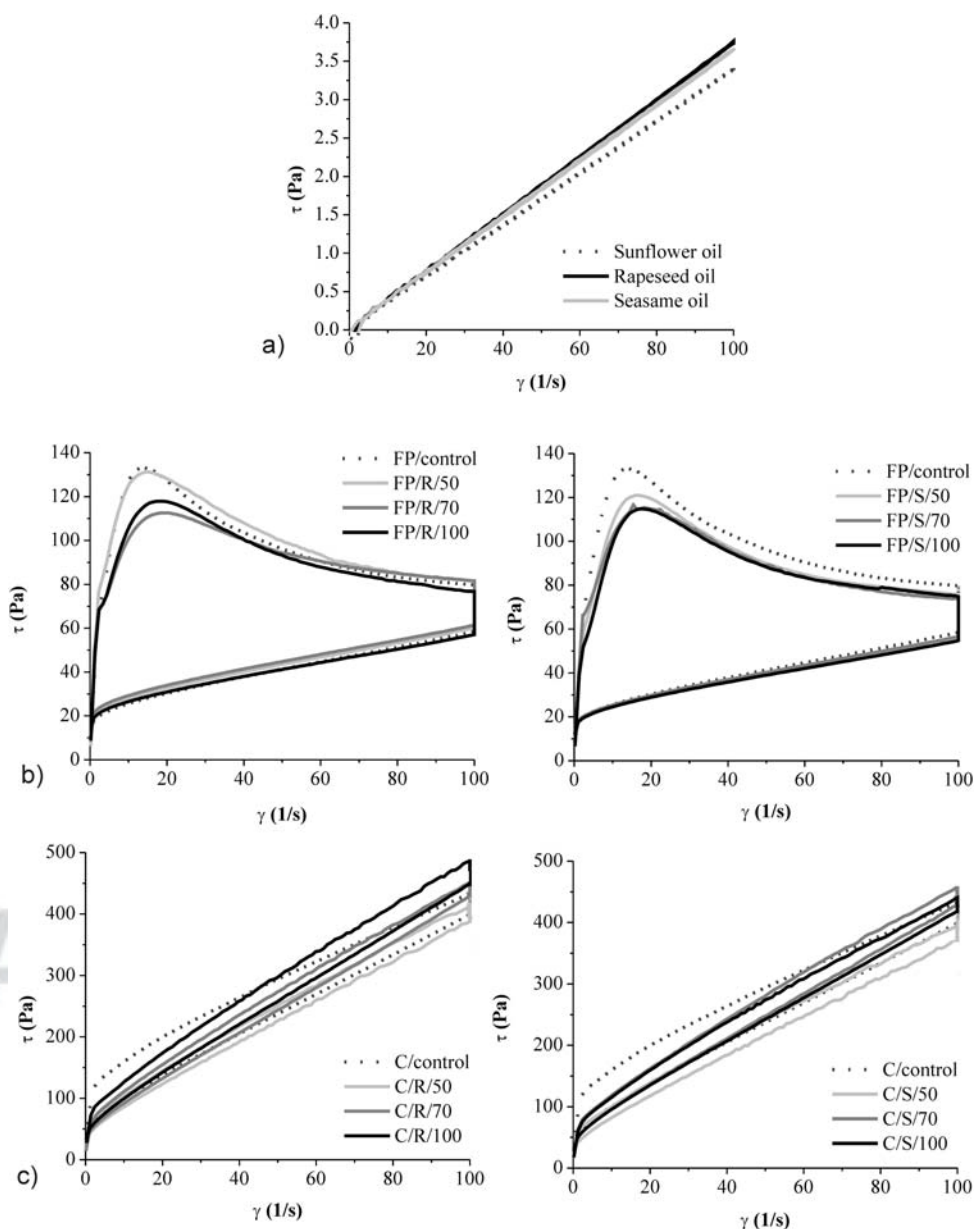 4.0
3.5
3.0
2.5
2.0
1.5
1.0
0.5
0.0
τ (Pa)
0 20 40 60 80 100
γ (1/s)
Sunflower oil
Rapeseed oil
Seasame oil
a)
140
120
100
80
60
40
20
0
τ (Pa)
0 20 40 60 80 100
γ (1/s)
FP/control
FP/R/50
FP/R/70
FP/R/100
140
120
100
80
60
40
20
0
τ (Pa)
0 20 40 60 80 100
γ (1/s)
FP/control
FP/S/50
FP/S/70
FP/S/100
b)
500
400
300
200
100
0
τ (Pa)
0 20 40 60 80 100
γ (1/s)
C/control
C/R/50
C/R/70
C/R/100
500
400
300
200
100
0
τ (Pa)
0 20 40 60 80 100
γ (1/s)
C/control
C/S/50
C/S/70
C/S/100
c)